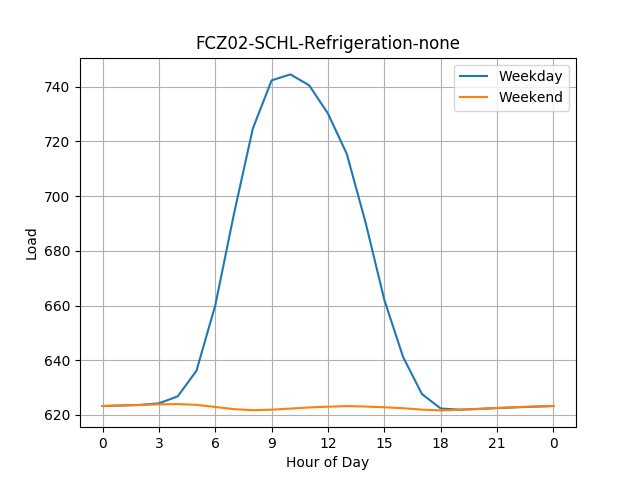 FCZ02-SCHL-Refrigeration-none
Weekday
Weekend
Load
740
720
700
680
660
640
620
0 3 6 9 12 15 18 21 0
Hour of Day